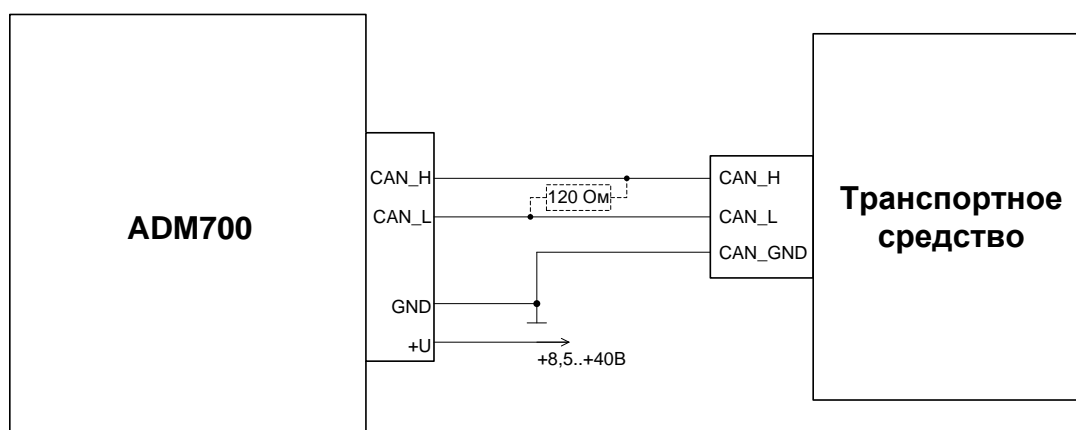 ADM700
CAN_H
CAN_L
GND
+U
120 Ом
+8,5..+40В
CAN_H
CAN_L
CAN_GND
Транспортное
средство